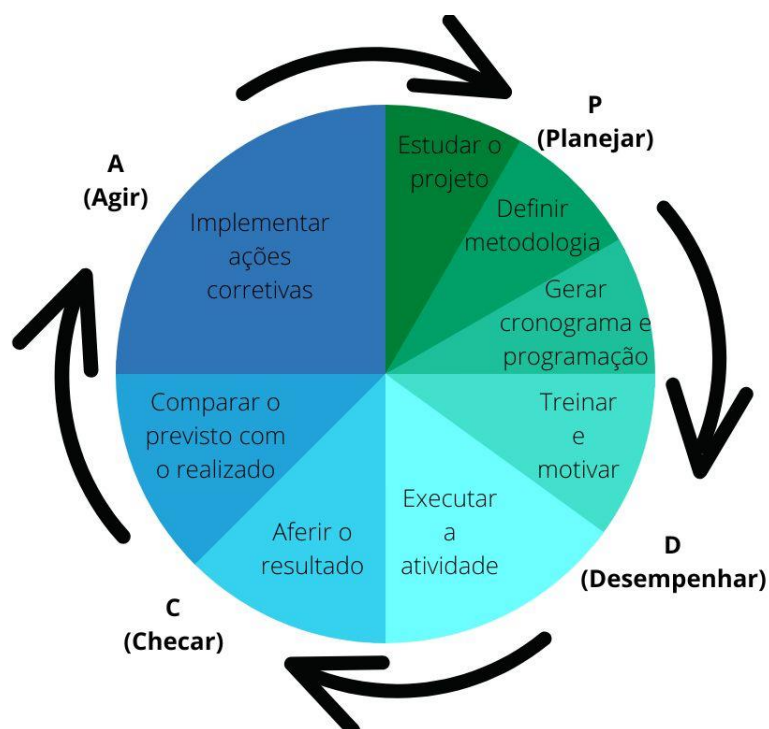 P
(Planejar)
Estudar o
projeto
Definir
metodologia
Gerar
cronograma e
programação
D
(Desempenhar)
Treinar
e
motivar
Executar
a
atividade
C
(Checar)
Aferir o
resultado
Comparar o
previsto com
o realizado
A
(Agir)
Implementar
ações
corretivas